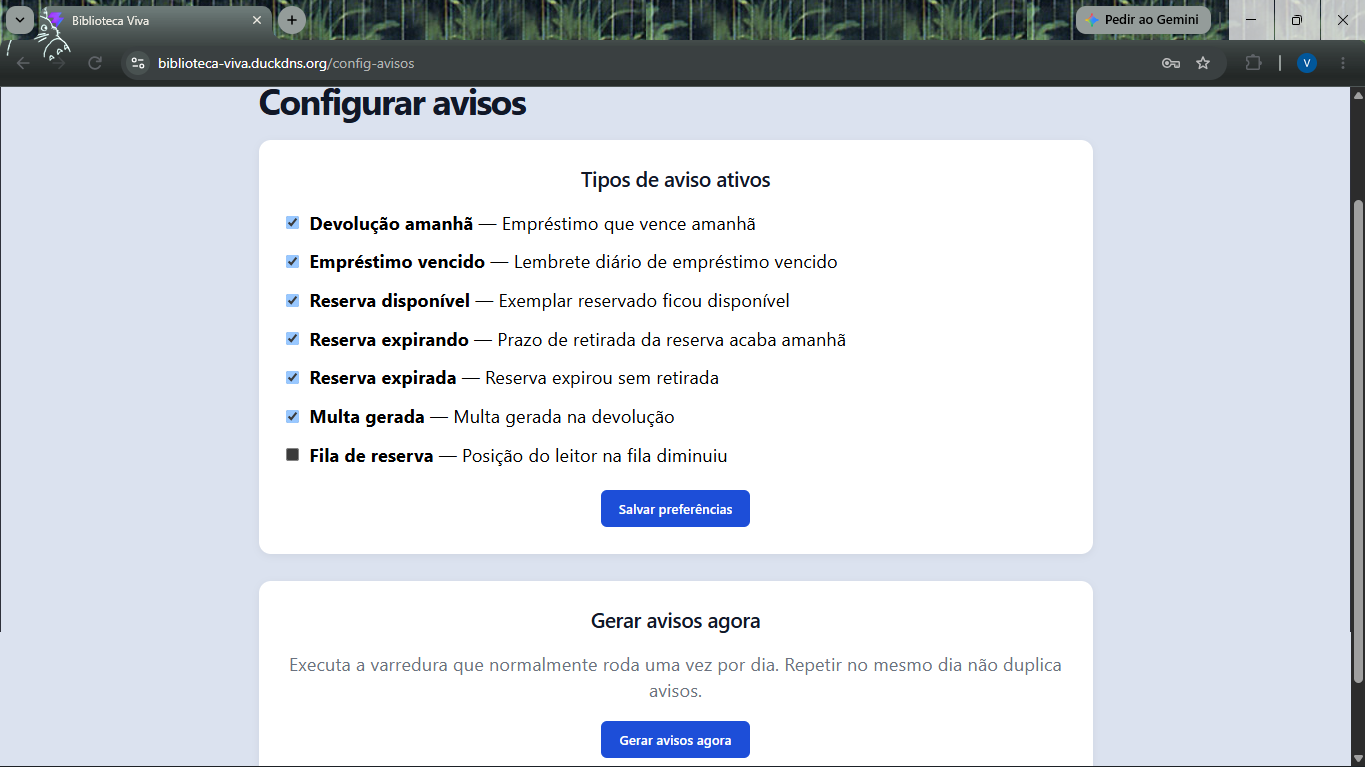 Biblioteca Viva
Pedir ao Gemini
biblioteca-viva.duckdns.org/config-avisos
V
Configurar avisos
Tipos de aviso ativos
Devolução amanhã — Empréstimo que vence amanhã
Empréstimo vencido — Lembrete diário de empréstimo vencido
Reserva disponível — Exemplar reservado ficou disponível
Reserva expirando — Prazo de retirada da reserva acaba amanhã
Reserva expirada — Reserva expirou sem retirada
Multa gerada — Multa gerada na devolução
Fila de reserva — Posição do leitor na fila diminuiu
Salvar preferências
Gerar avisos agora
Executa a varredura que normalmente roda uma vez por dia. Repetir no mesmo dia não duplica
avisos.
Gerar avisos agora